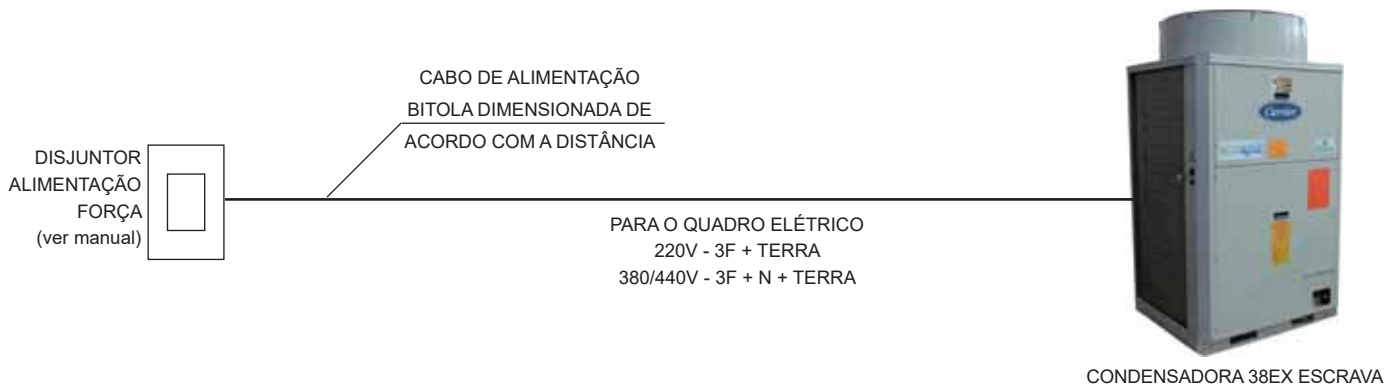 CABO DE ALIMENTAÇÃO
BITOLA DIMENSIONADA DE
ACORDO COM A DISTÂNCIA
DISJUNTOR
ALIMENTAÇÃO
FORÇA
(ver manual)
PARA O QUADRO ELÉTRICO
220V - 3F + TERRA
380/440V - 3F + N + TERRA
Carrier
CONDENSADORA 38EX ESCRAVA